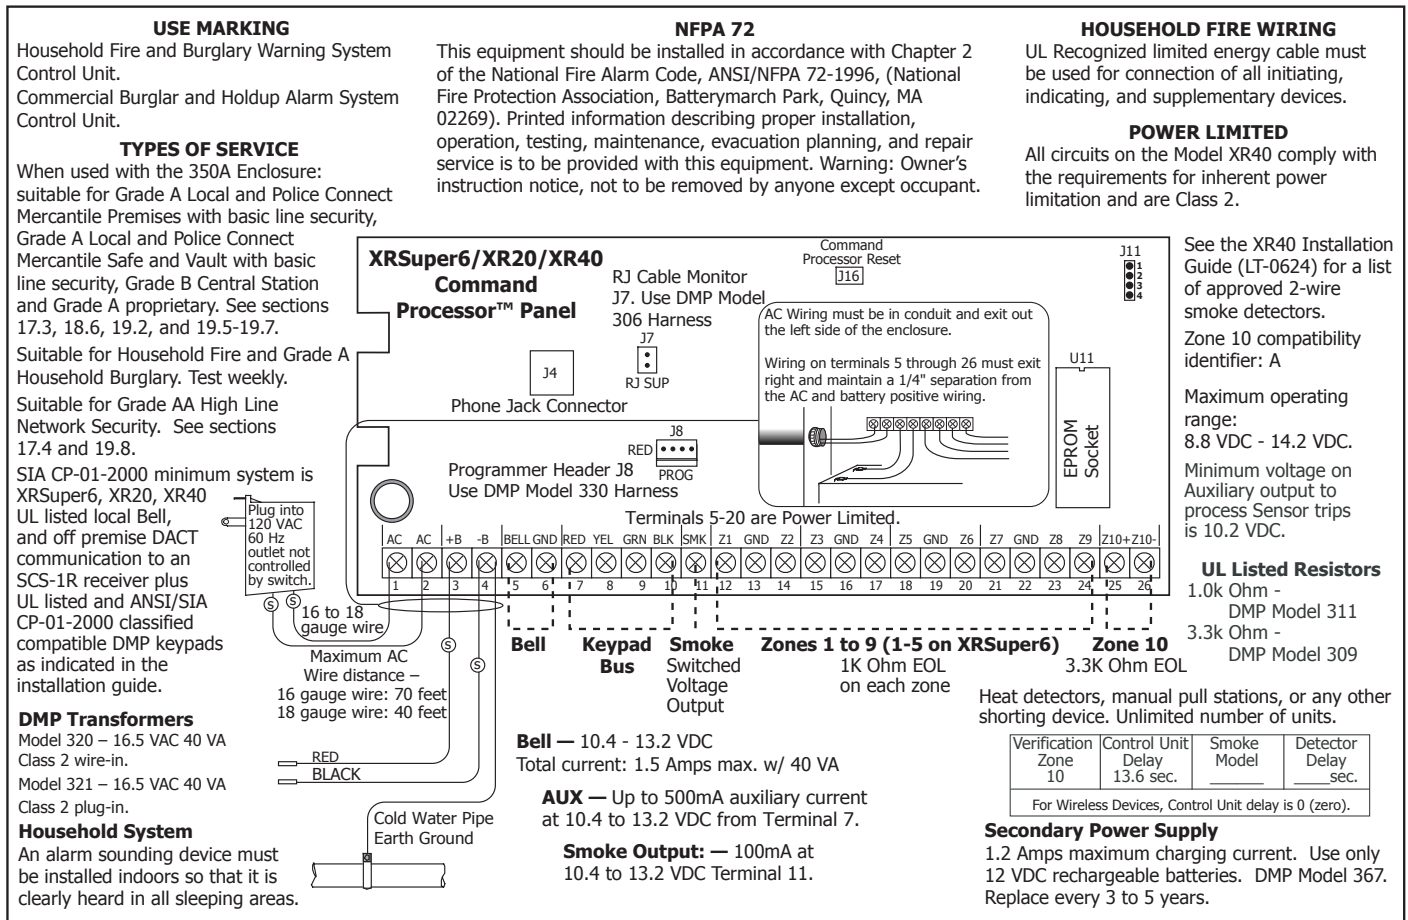 USE MARKING
Household Fire and Burglary Warning System
Control Unit.
Commercial Burglar and Holdup Alarm System
Control Unit.
TYPES OF SERVICE
When used with the 350A Enclosure:
suitable for Grade A Local and Police Connect
Mercantile Premises with basic line security,
Grade A Local and Police Connect
Mercantile Safe and Vault with basic
line security, Grade B Central Station
and Grade A proprietary. See sections
17.3, 18.6, 19.2, and 19.5-19.7.
Suitable for Household Fire and Grade A
Household Burglary. Test weekly.
Suitable for Grade AA High Line
Network Security. See sections
17.4 and 19.8.
SIA CP-01-2000 minimum system is
XRSuper6, XR20, XR40
UL listed local Bell,
and off premise DACT
communication to an
SCS-1R receiver plus
UL listed and ANSI/SIA
CP-01-2000 classified
compatible DMP keypads
as indicated in the
installation guide.
DMP Transformers
Model 320 – 16.5 VAC 40 VA
Class 2 wire-in.
Model 321 – 16.5 VAC 40 VA
Class 2 plug-in.
Household System
An alarm sounding device must
be installed indoors so that it is
clearly heard in all sleeping areas.
NFPA 72
This equipment should be installed in accordance with Chapter 2
of the National Fire Alarm Code, ANSI/NFPA 72-1996, (National
Fire Protection Association, Batterymarch Park, Quincy, MA
02269). Printed information describing proper installation,
operation, testing, maintenance, evacuation planning, and repair
service is to be provided with this equipment. Warning: Owner's
instruction notice, not to be removed by anyone except occupant.
HOUSEHOLD FIRE WIRING
UL Recognized limited energy cable must
be used for connection of all initiating,
indicating, and supplementary devices.
POWER LIMITED
All circuits on the Model XR40 comply with
the requirements for inherent power
limitation and are Class 2.
XRSuper6/XR20/XR40
Command
Processor™ Panel
RJ Cable Monitor
J7. Use DMP Model
306 Harness
J7
RJ SUP
J4
Phone Jack Connector
J8
RED
PROG
Programmer Header J8
Use DMP Model 330 Harness
Command
Processor Reset
J16
J11
1
2
3
4
AC Wiring must be in conduit and exit out
the left side of the enclosure.
Wiring on terminals 5 through 26 must exit
right and maintain a 1/4" separation from
the AC and battery positive wiring.
U11
EPROM
Socket
Terminals 5-20 are Power Limited.
AC AC +B -B BELL GND RED YEL GRN BLK SMK Z1 GND Z2 Z3 GND Z4 Z5 GND Z6 Z7 GND Z8 Z9 Z10+ Z10-
1 2 3 4 5 6 7 8 9 10 11 12 13 14 15 16 17 18 19 20 21 22 23 24 25 26
Plug into
120 VAC
60 Hz
outlet not
controlled
by switch.
S
S
16 to 18
gauge wire
S
S
Maximum AC
Wire distance –
16 gauge wire: 70 feet
18 gauge wire: 40 feet
RED
BLACK
Cold Water Pipe
Earth Ground
Bell
Keypad
Bus
Smoke
Switched
Voltage
Output
Zones 1 to 9 (1-5 on XRSuper6)
1K Ohm EOL
on each zone
Zone 10
3.3K Ohm EOL
Bell — 10.4 - 13.2 VDC
Total current: 1.5 Amps max. w/ 40 VA
AUX — Up to 500mA auxiliary current
at 10.4 to 13.2 VDC from Terminal 7.
Smoke Output: — 100mA at
10.4 to 13.2 VDC Terminal 11.
See the XR40 Installation
Guide (LT-0624) for a list
of approved 2-wire
smoke detectors.
Zone 10 compatibility
identifier: A
Maximum operating
range:
8.8 VDC - 14.2 VDC.
Minimum voltage on
Auxiliary output to
process Sensor trips
is 10.2 VDC.
UL Listed Resistors
1.0k Ohm -
DMP Model 311
3.3k Ohm -
DMP Model 309
Heat detectors, manual pull stations, or any other
shorting device. Unlimited number of units.
Verification
Zone
10
Control Unit
Delay
13.6 sec.
Smoke
Model
______
Detector
Delay
_____sec.
For Wireless Devices, Control Unit delay is 0 (zero).
Secondary Power Supply
1.2 Amps maximum charging current. Use only
12 VDC rechargeable batteries. DMP Model 367.
Replace every 3 to 5 years.